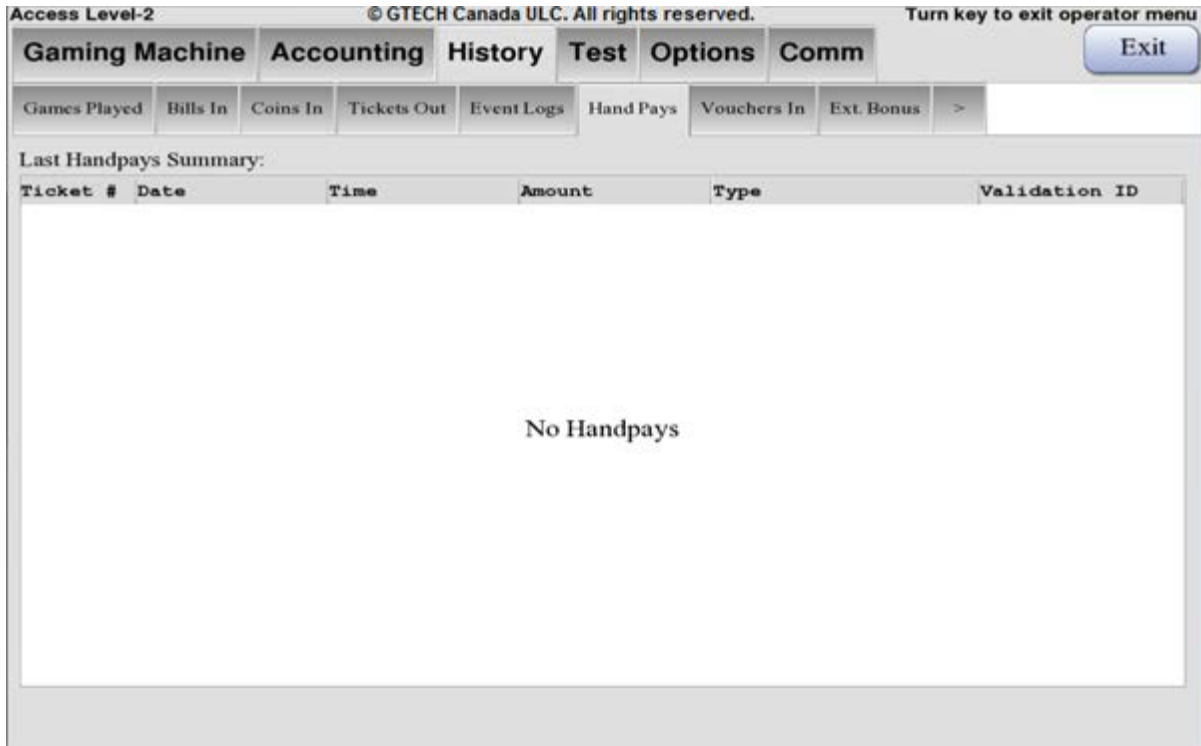 Access Level-2 © GTECH Canada ULC. All rights reserved. Turn key to exit operator menu
Gaming Machine Accounting History Test Options Comm Exit
Games Played Bills In Coins In Tickets Out Event Logs Hand Pays Vouchers In Ext. Bonus >
Last Handpays Summary:
Ticket # Date Time Amount Type Validation ID
No Handpays